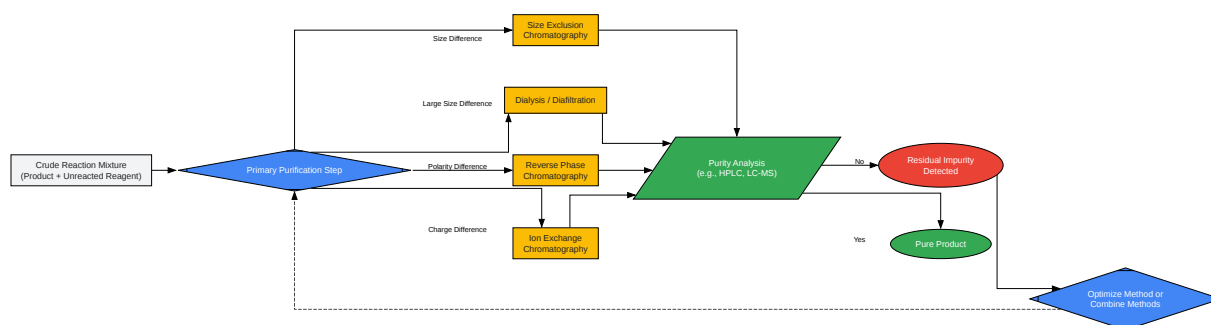 Size Exclusion
Chromatography
Size Difference
Dialysis / Diafiltration
Large Size Difference
Crude Reaction Mixture
(Product + Unreacted Reagent)
Primary Purification Step
Polarity Difference
Reverse Phase
Chromatography
Purity Analysis
(e.g., HPLC, LC-MS)
No
Residual Impurity
Detected
Charge Difference
Ion Exchange
Chromatography
Yes
Pure Product
Optimize Method or
Combine Methods